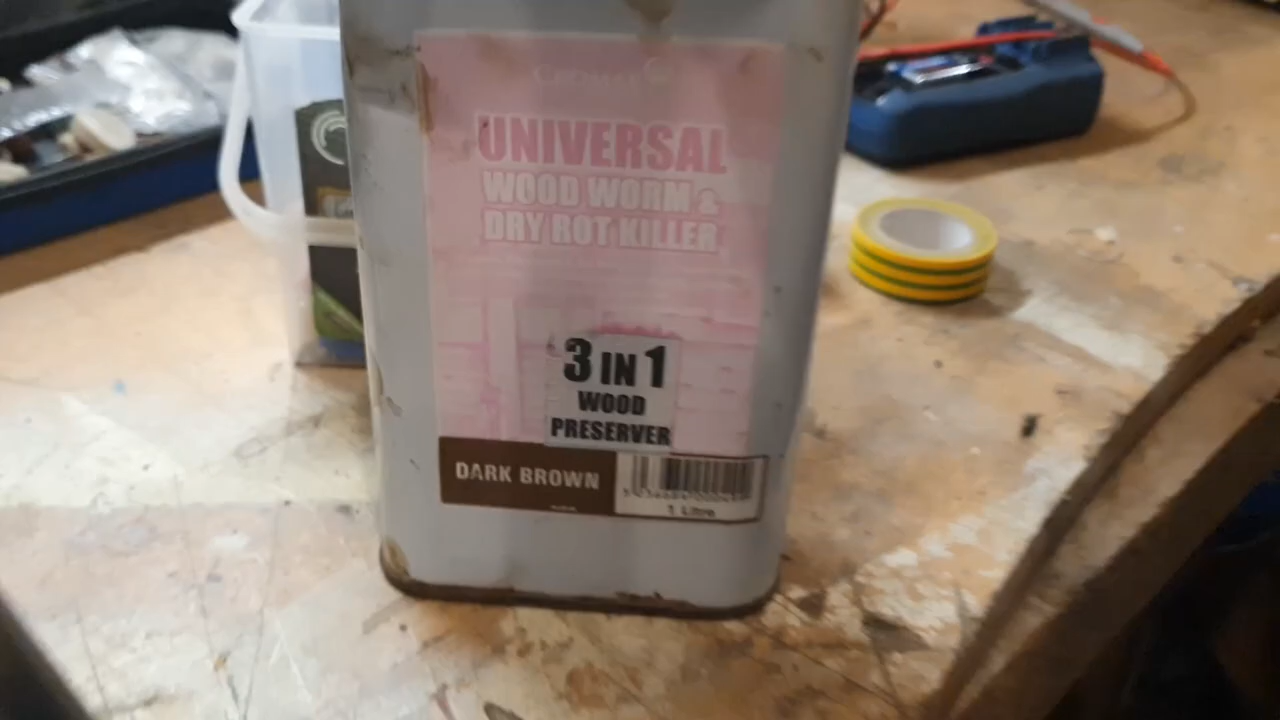 UNIVERSAL
WOOD WORM &
DRY ROT KILLER
3 IN 1
WOOD
PRESERVER
DARK BROWN
1 Litre